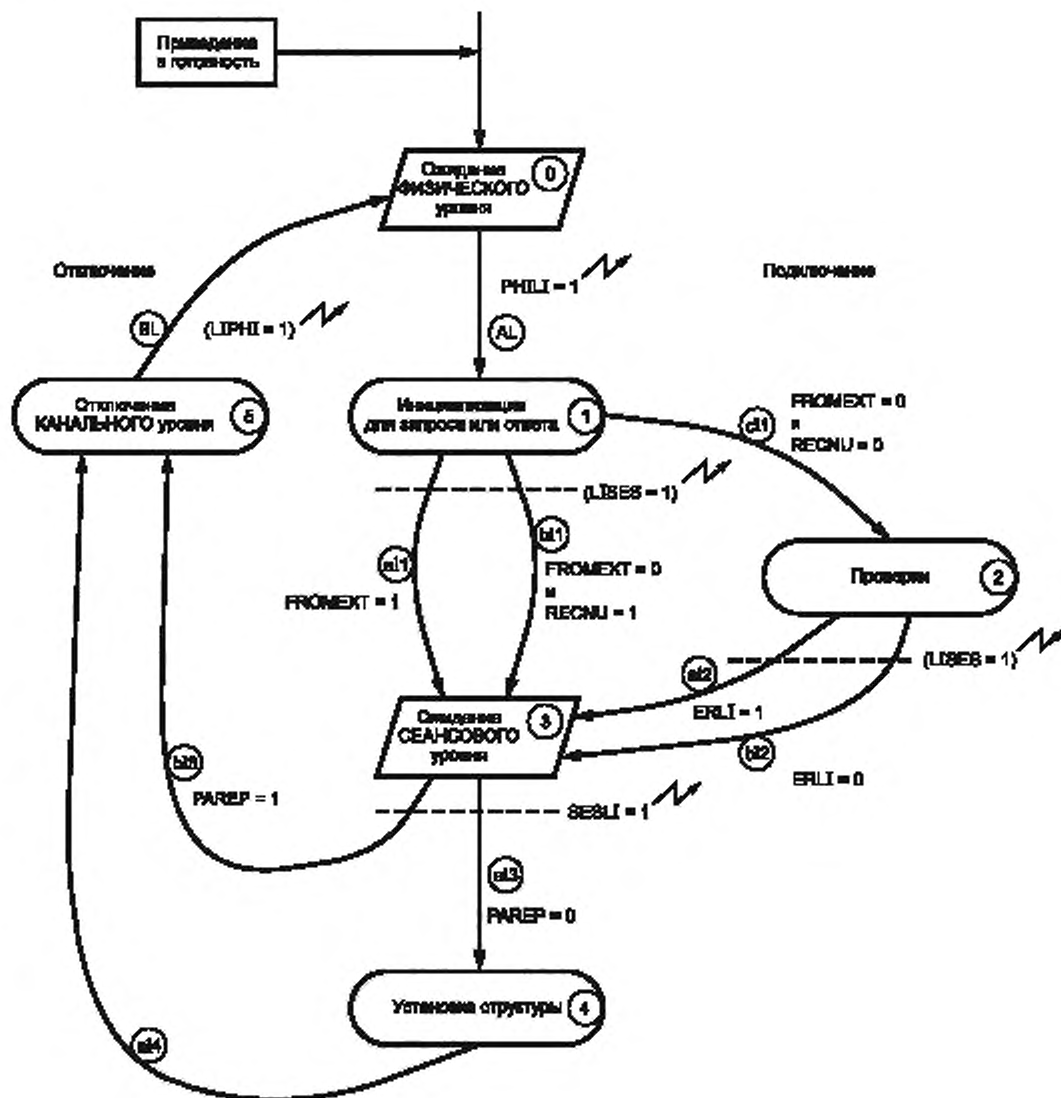 Приведение
в готовность
Ожидание
ФИЗИЧЕСКОГО
уровня
0
Отключение
PHILI = 1
Подключение
BL
(LIPHI = 1)
AL
Отключение
КАНАЛЬНОГО уровня
5
Инициализация
для запроса или ответа
1
cl1
FROMEXT = 0
и
RECNU = 0
(LISES = 1)
al1
FROMEXT = 1
bl1
FROMEXT = 0
и
RECNU = 1
Проверки
2
(LISES = 1)
al2
ERLI = 1
bl2
ERLI = 0
Ожидание
СЕАНСОВОГО
уровня
3
bl3
PAREP = 1
SESLI = 1
al3
PAREP = 0
Установка структуры
4
al4